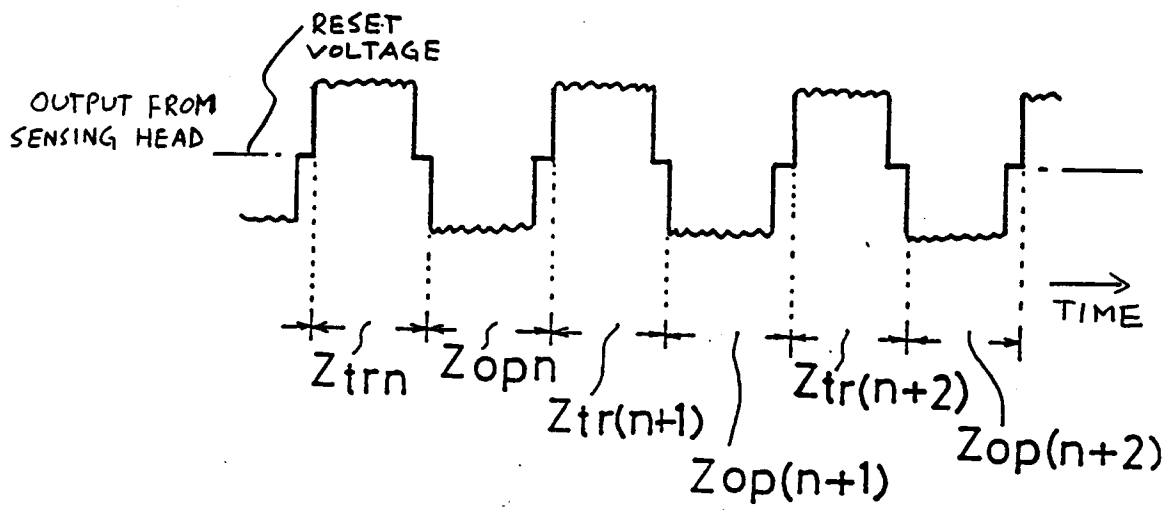 RESET
VOLTAGE
OUTPUT FROM
SENSING HEAD
TIME
Ztrn
Zopn
Ztr(n+1)
Zop(n+1)
Ztr(n+2)
Zop(n+2)